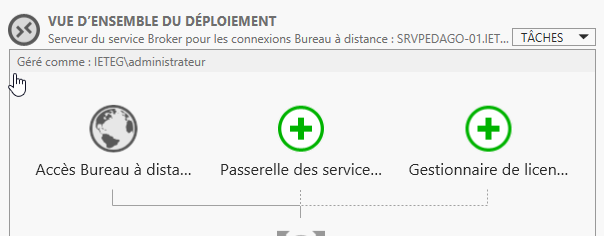 VUE D'ENSEMBLE DU DÉPLOIEMENT
Serveur du service Broker pour les connexions Bureau à distance : SRVPEDAGO-01.IET...
TÂCHES
Géré comme : IETEG\administrateur
Accès Bureau à dista...
Passerelle des service...
Gestionnaire de licen...